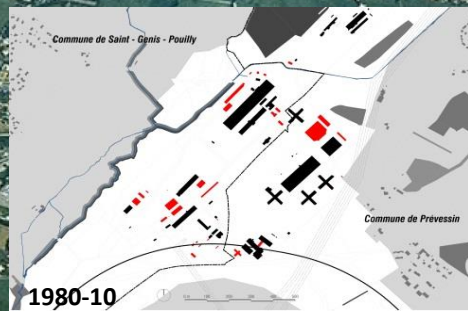 Commune de Saint - Genis - Pouilly
Commune de Prévessin
1980-10